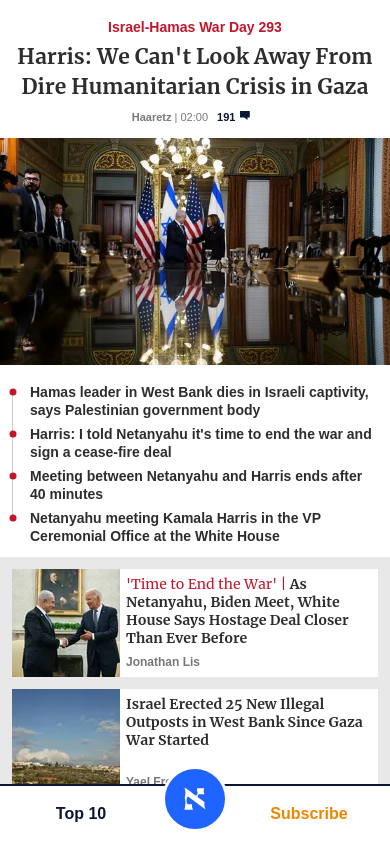 Israel-Hamas War Day 293
Harris: We Can't Look Away From
Dire Humanitarian Crisis in Gaza
Haaretz | 02:00 191
Hamas leader in West Bank dies in Israeli captivity,
says Palestinian government body
Harris: I told Netanyahu it's time to end the war and
sign a cease-fire deal
Meeting between Netanyahu and Harris ends after
40 minutes
Netanyahu meeting Kamala Harris in the VP
Ceremonial Office at the White House
'Time to End the War' | As
Netanyahu, Biden Meet, White
House Says Hostage Deal Closer
Than Ever Before
Jonathan Lis
Israel Erected 25 New Illegal
Outposts in West Bank Since Gaza
War Started
Yael
Top 10
Subscribe